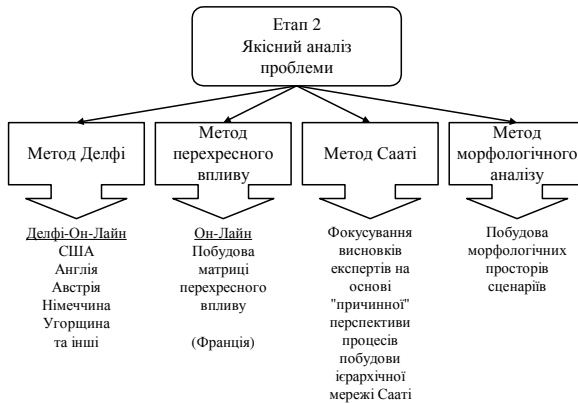 Етап 2
Якісний аналіз
проблеми
Метод Делфі
Метод
перехресного
впливу
Метод Сааті
Метод
морфологічного
аналізу
Делфі-Он-Лайн
США
Англія
Австрія
Німеччина
Угорщина
та інші
Он-Лайн
Побудова
матриці
перехресного
впливу
(Франція)
Фокусування
висновків
експертів на
основі
"причинної"
перспективи
процесів
побудови
ієрархічної
мережі Сааті
Побудова
морфологічних
просторів
сценаріїв